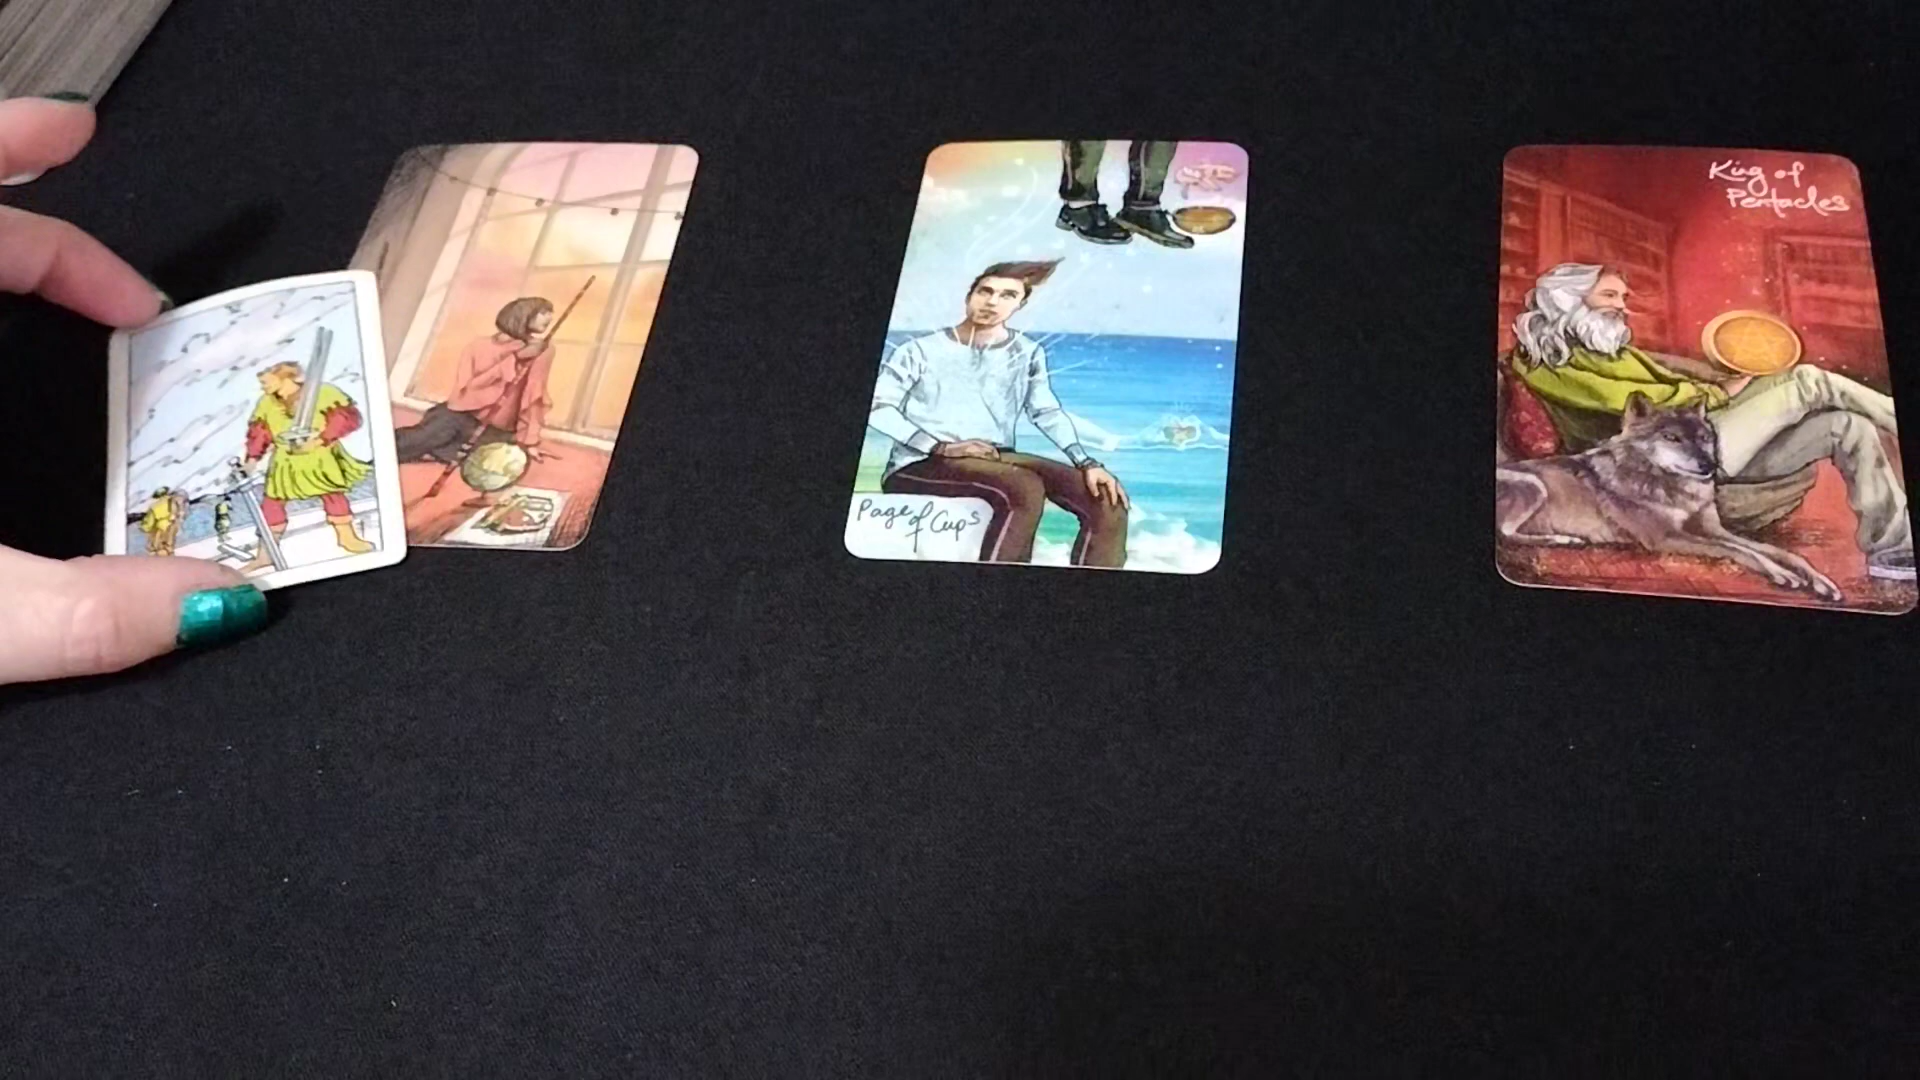 Page of Cups
King of
Pentacles